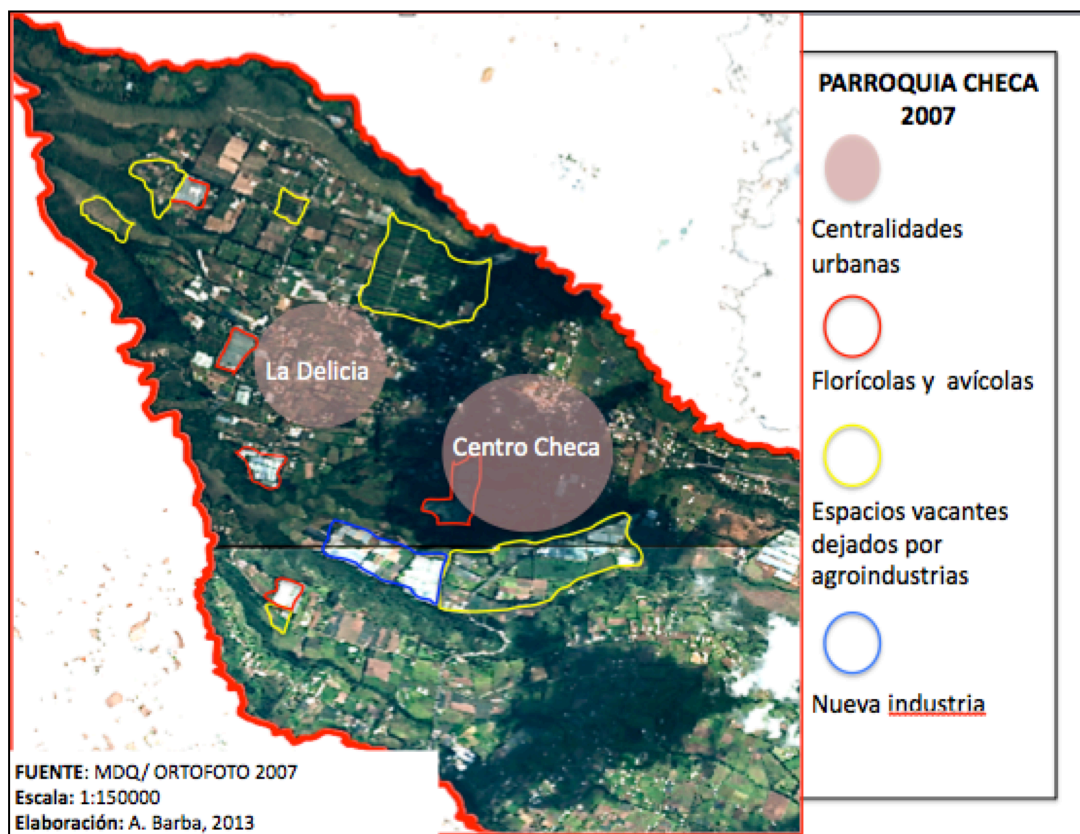 PARROQUIA CHECA
2007
Centralidades
urbanas
Florícolas y avícolas
Espacios vacantes
dejados por
agroindustrias
Nueva industria
La Delicia
Centro Checa
FUENTE: MDQ/ ORTOFOTO 2007
Escala: 1:150000
Elaboración: A. Barba, 2013